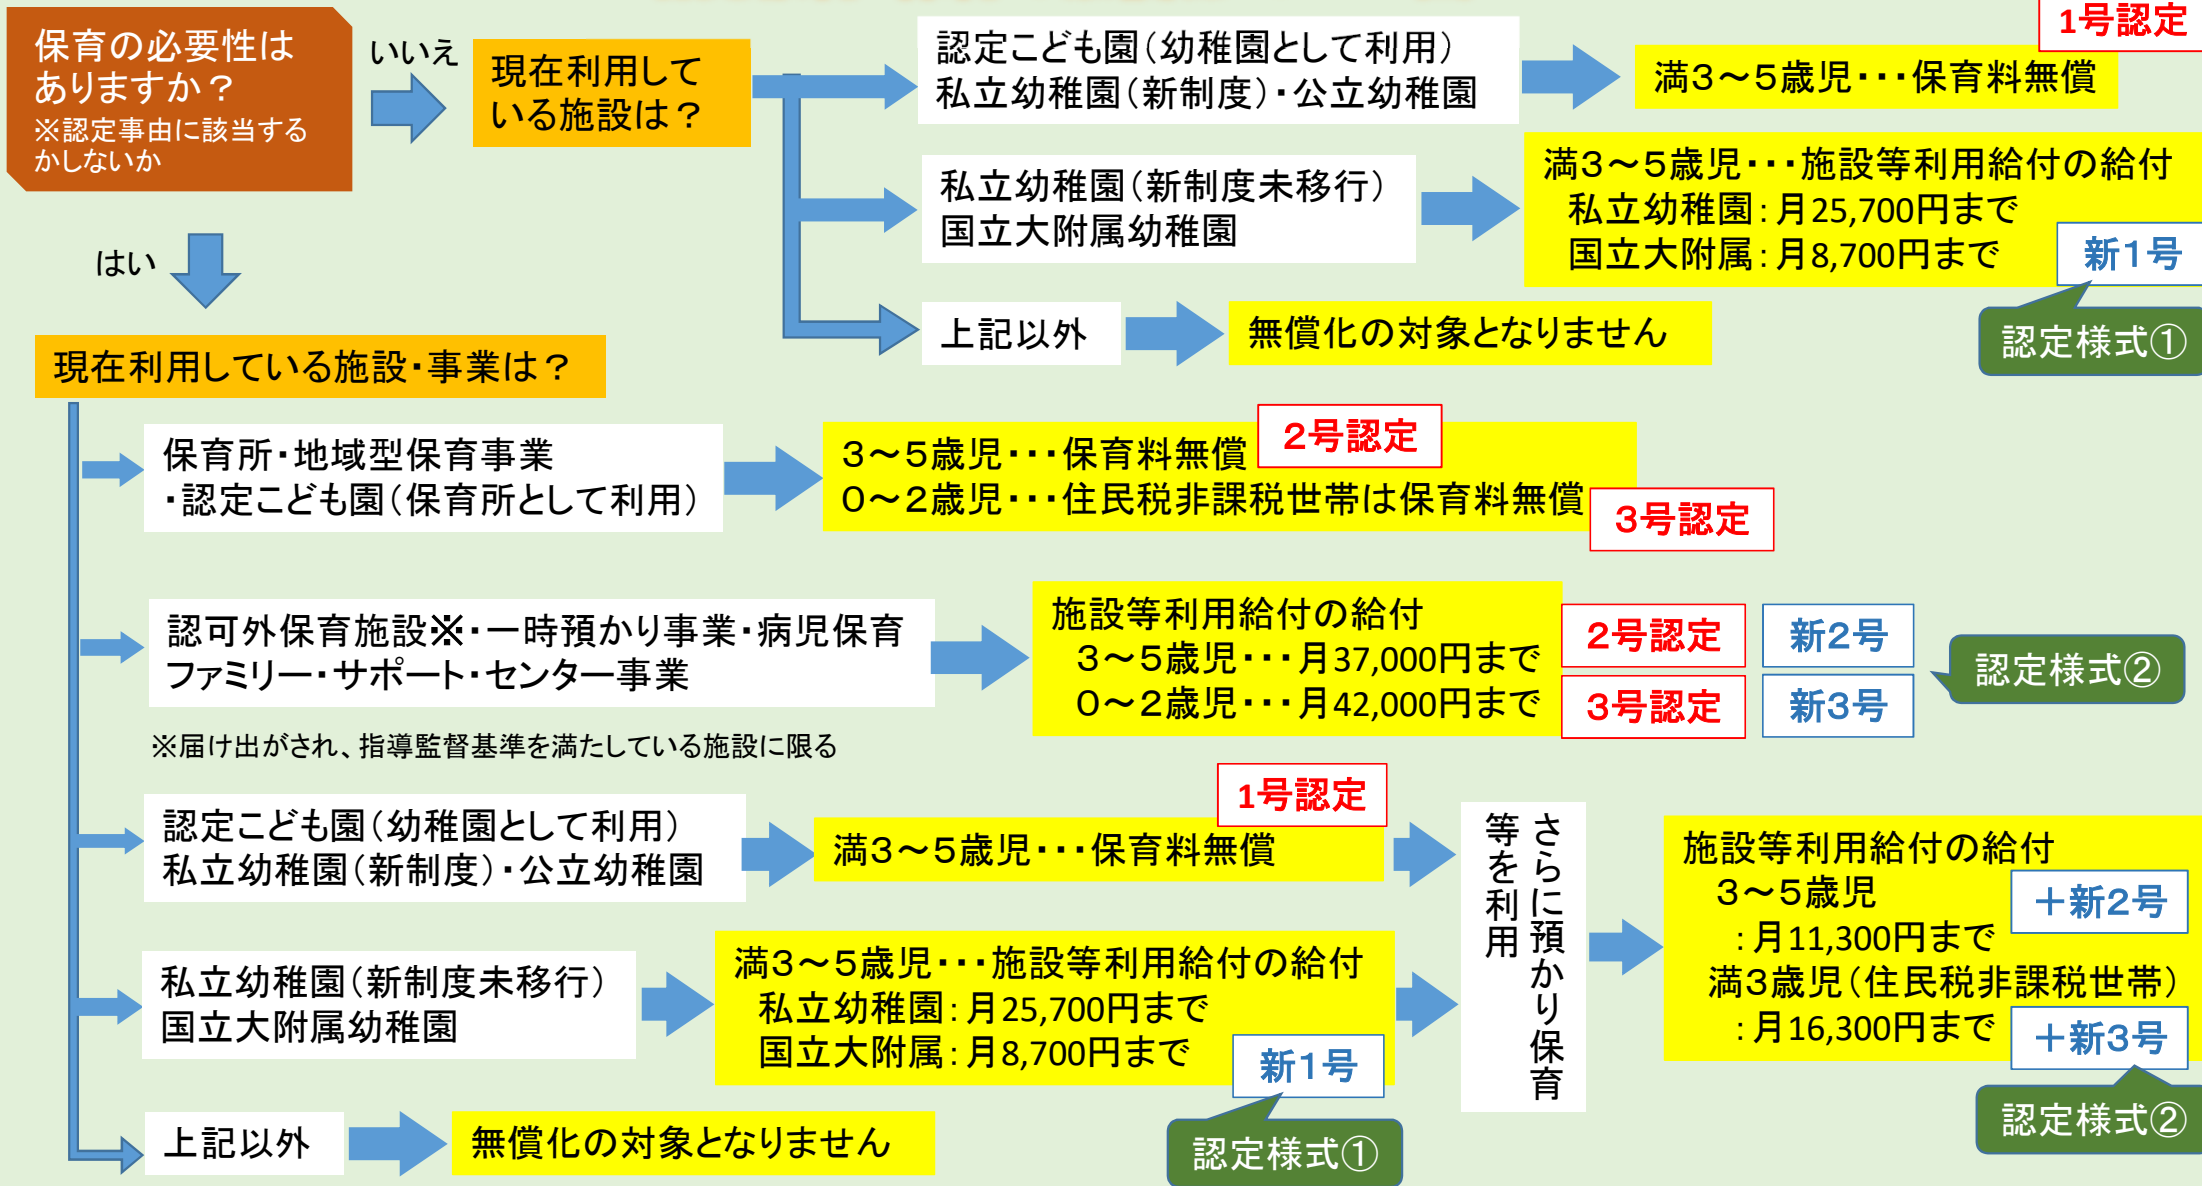 保育の必要性は
ありますか？
※認定事由に該当する
かしないか
いいえ
現在利用して
いる施設は？
認定こども園（幼稚園として利用）
私立幼稚園（新制度）・公立幼稚園
1号認定
満３～５歳児・・・保育料無償
私立幼稚園（新制度未移行）
国立大附属幼稚園
満３～５歳児・・・施設等利用給付の給付
私立幼稚園：月25,700円まで
国立大附属：月8,700円まで
新１号
認定様式①
上記以外
無償化の対象となりません
はい
現在利用している施設・事業は？
保育所・地域型保育事業
・認定こども園（保育所として利用）
３～５歳児・・・保育料無償
２号認定
０～２歳児・・・住民税非課税世帯は保育料無償
３号認定
認可外保育施設※・一時預かり事業・病児保育
ファミリー・サポート・センター事業
※届け出がされ、指導監督基準を満たしている施設に限る
施設等利用給付の給付
３～５歳児・・・月37,000円まで
０～２歳児・・・月42,000円まで
２号認定
新２号
３号認定
新３号
認定様式②
認定こども園（幼稚園として利用）
私立幼稚園（新制度）・公立幼稚園
1号認定
満３～５歳児・・・保育料無償
私立幼稚園（新制度未移行）
国立大附属幼稚園
満３～５歳児・・・施設等利用給付の給付
私立幼稚園：月25,700円まで
国立大附属：月8,700円まで
新１号
認定様式①
さらに預かり保育
等を利用
施設等利用給付の給付
３～５歳児
：月11,300円まで
＋新２号
満３歳児（住民税非課税世帯）
：月16,300円まで
＋新３号
認定様式②
上記以外
無償化の対象となりません